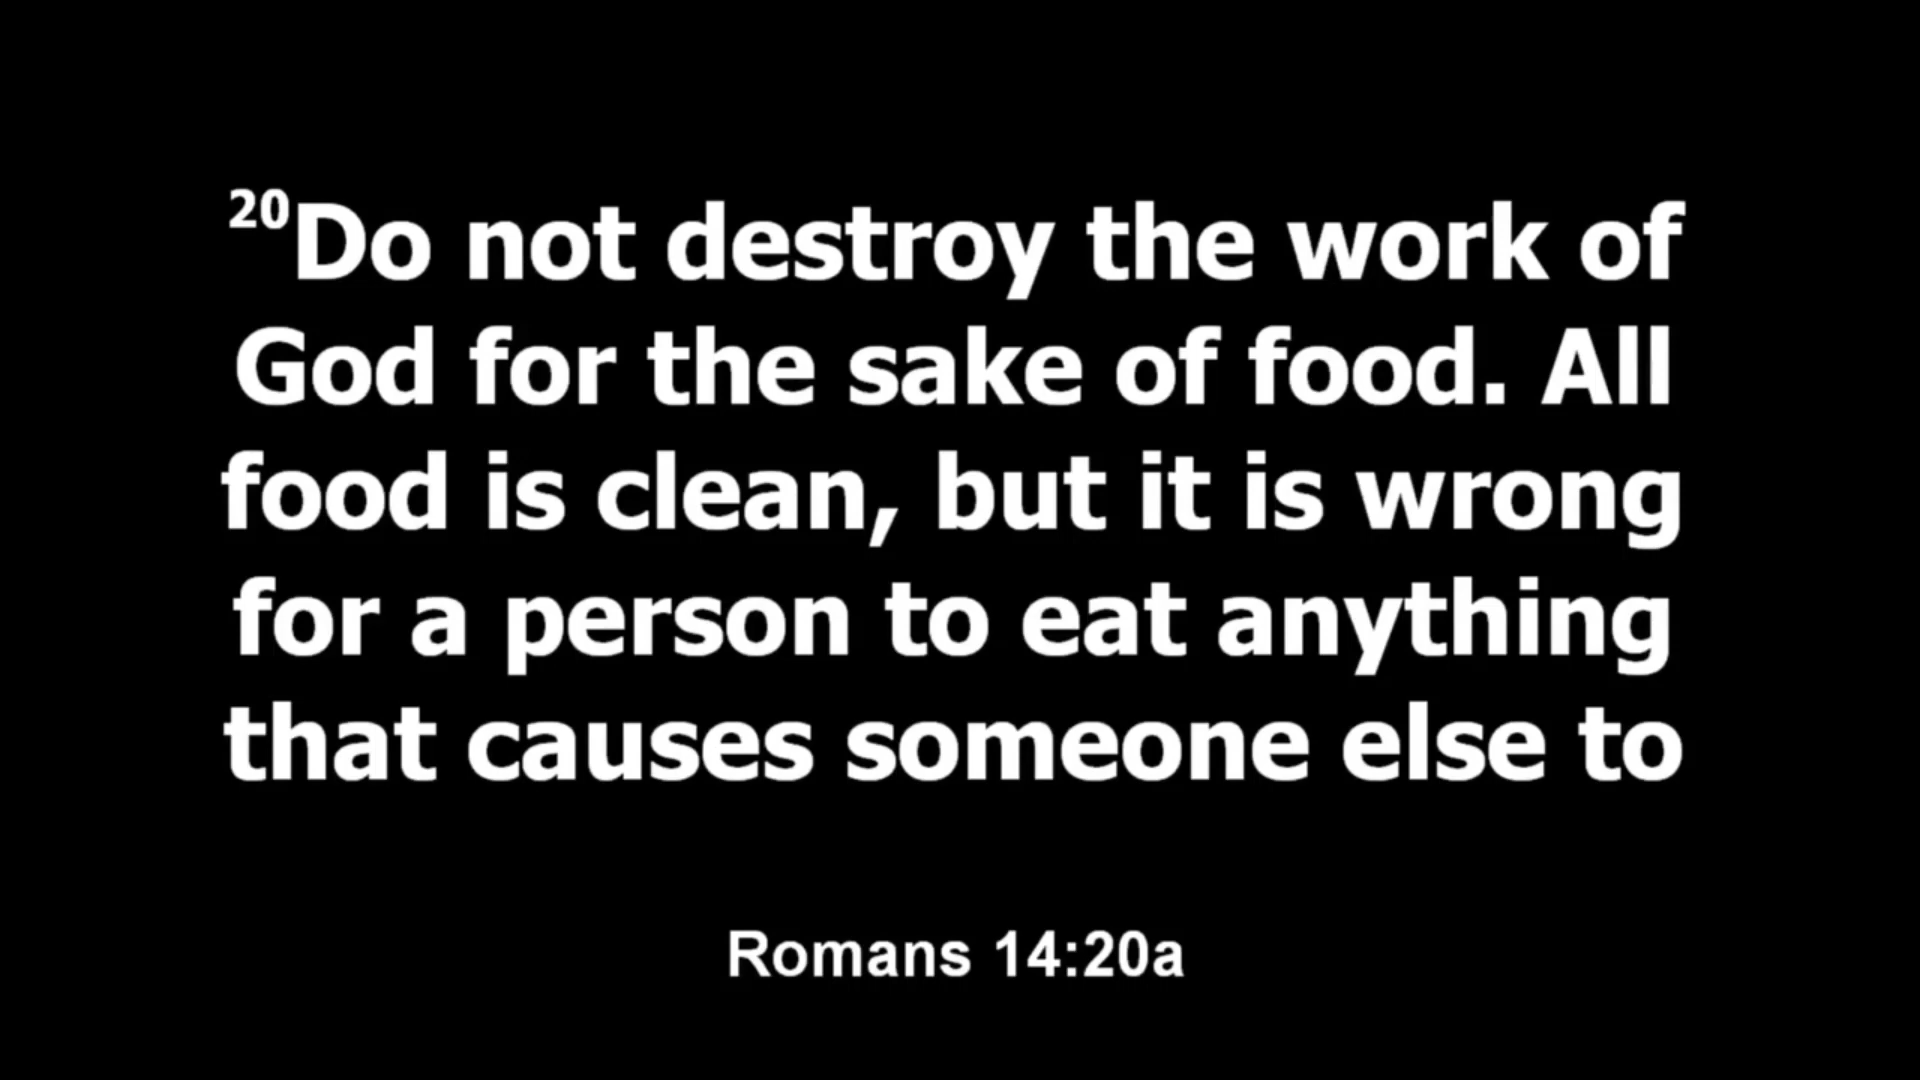 20Do not destroy the work of
God for the sake of food. All
food is clean, but it is wrong
for a person to eat anything
that causes someone else to
Romans 14:20a